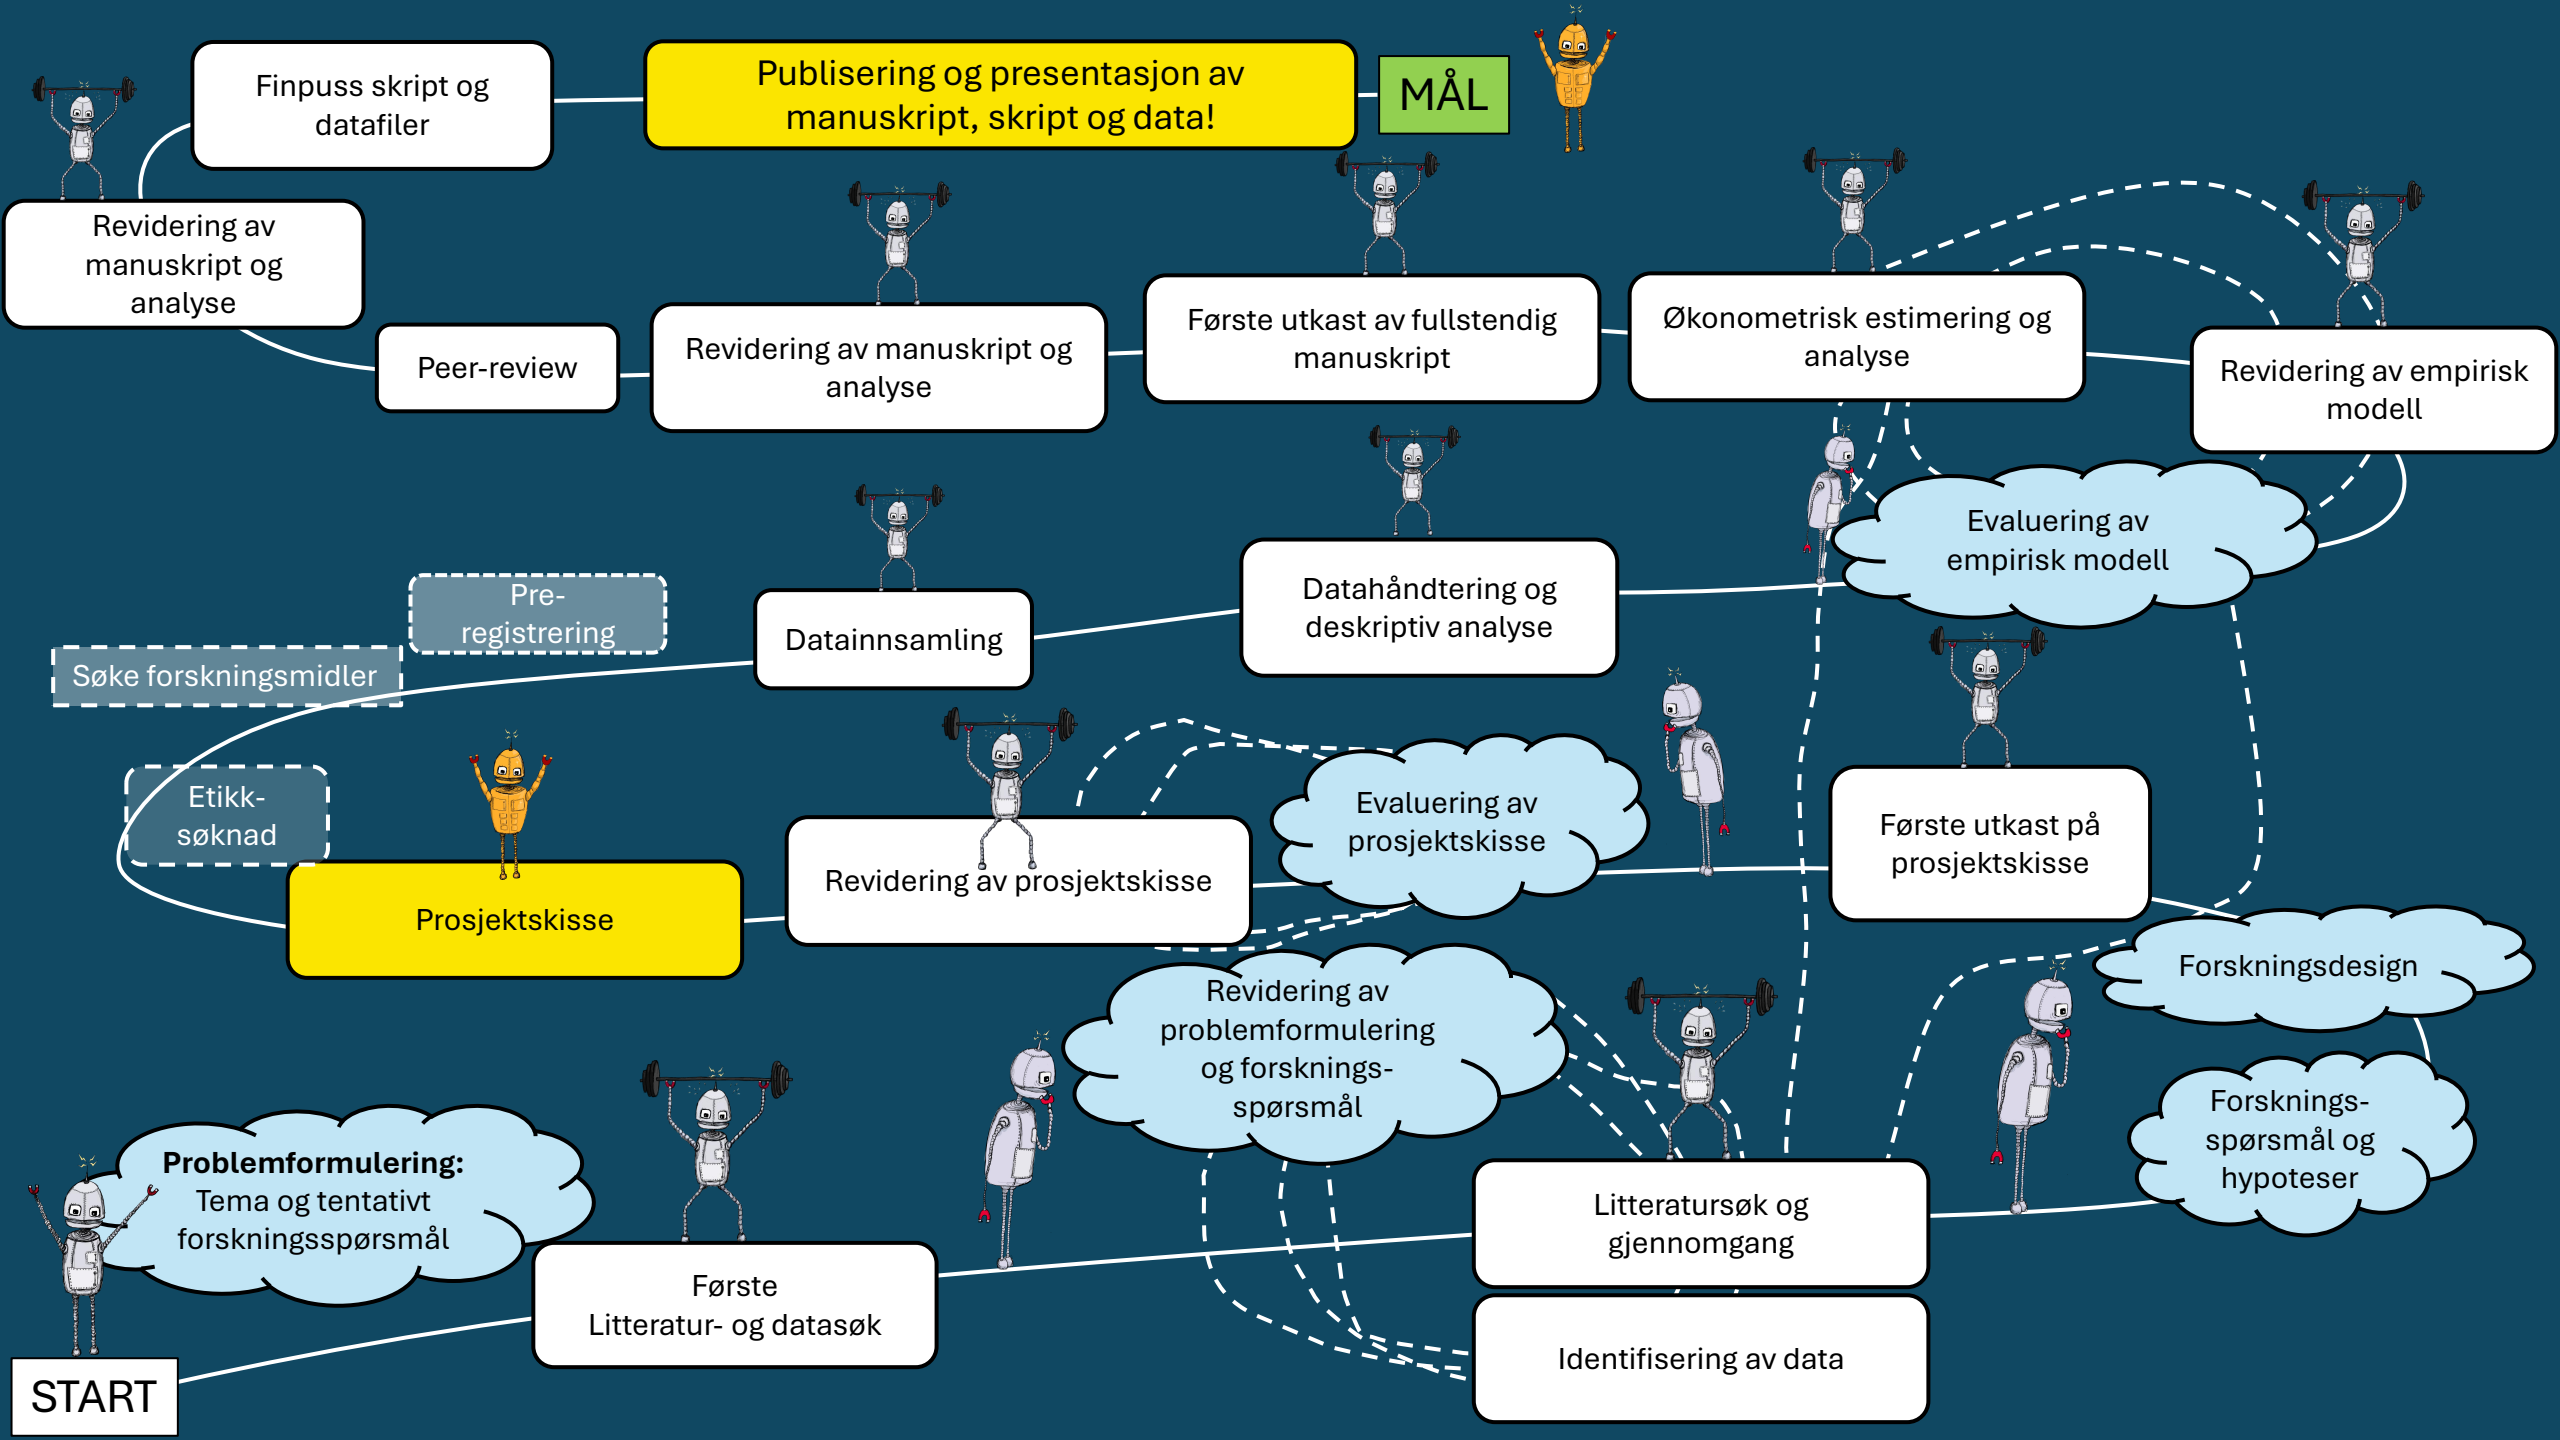 Finpuss skript og
datafiler
Publisering og presentasjon av
manuskript, skript og data!
MÅL
Revidering av
manuskript og
analyse
Peer-review
Revidering av manuskript og
analyse
Første utkast av fullstendig
manuskript
Økonometrisk estimering og
analyse
Revidering av empirisk
modell
Evaluering av
empirisk modell
Datahåndtering og
deskriptiv analyse
Datainnsamling
Pre-
registrering
Søke forskningsmidler
Etikk-
søknad
Prosjektskisse
Revidering av prosjektskisse
Evaluering av
prosjektskisse
Første utkast på
prosjektskisse
Forskningsdesign
Forsknings-
spørsmål og
hypoteser
Revidering av
problemformulering
og forsknings-
spørsmål
Litteratursøk og
gjennomgang
Identifisering av data
Første
Litteratur- og datasøk
Problemformulering:
Tema og tentativt
forskningsspørsmål
START